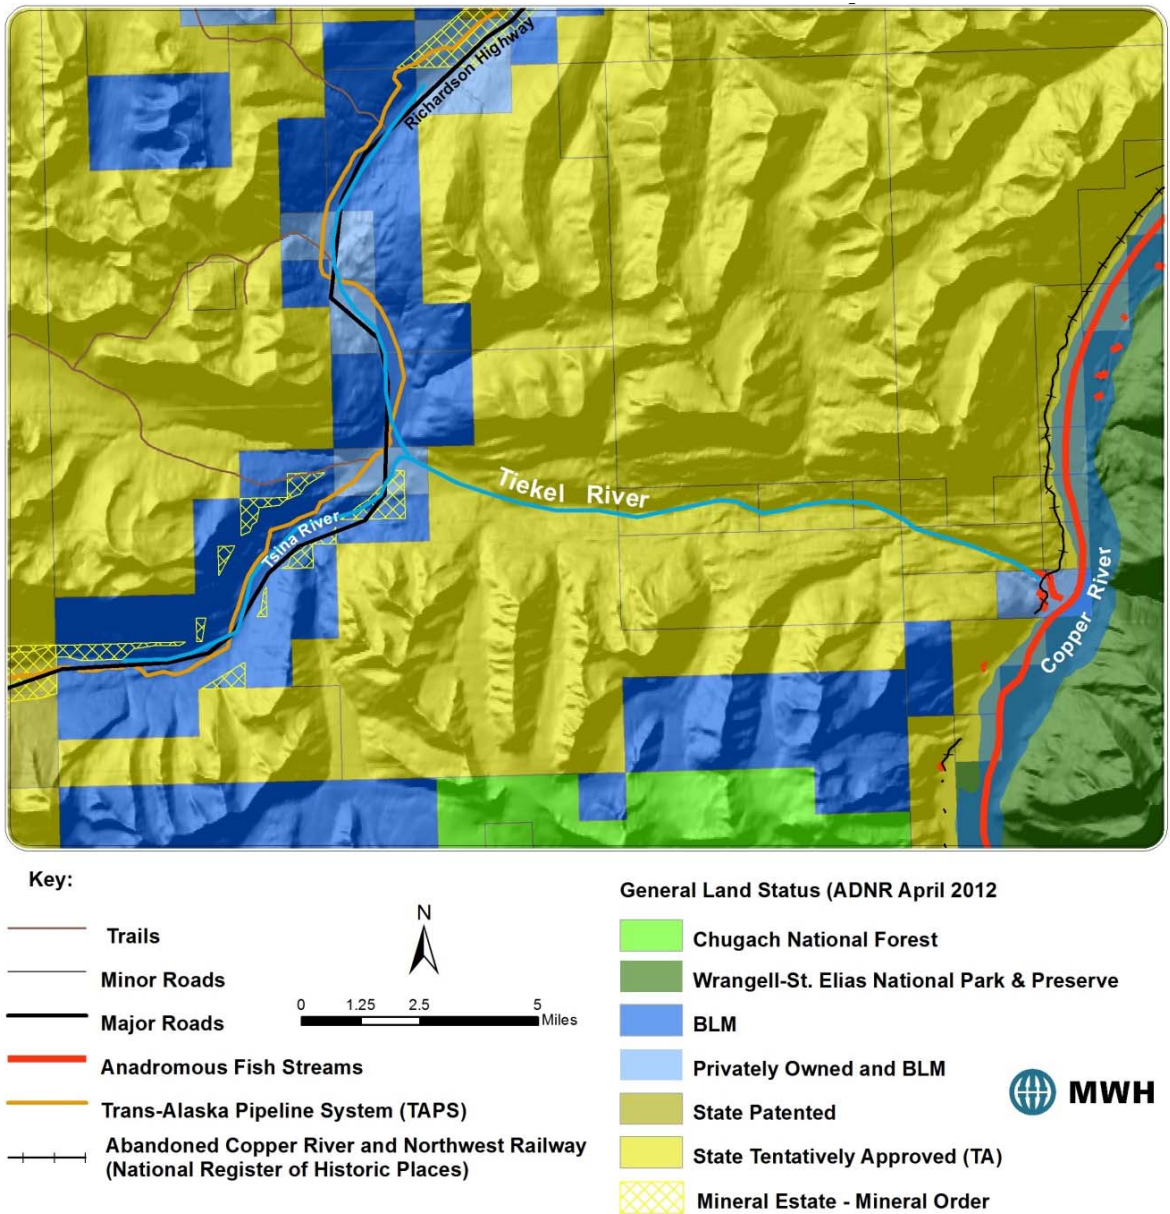 Richardson Highway
Tiekel River
Tsina River
Copper River
Key:
Trails
Minor Roads
Major Roads
Anadromous Fish Streams
Trans-Alaska Pipeline System (TAPS)
Abandoned Copper River and Northwest Railway
(National Register of Historic Places)
N
0 1.25 2.5 5
Miles
General Land Status (ADNR April 2012
Chugach National Forest
Wrangell-St. Elias National Park & Preserve
BLM
Privately Owned and BLM
State Patented
State Tentatively Approved (TA)
Mineral Estate - Mineral Order
MWH